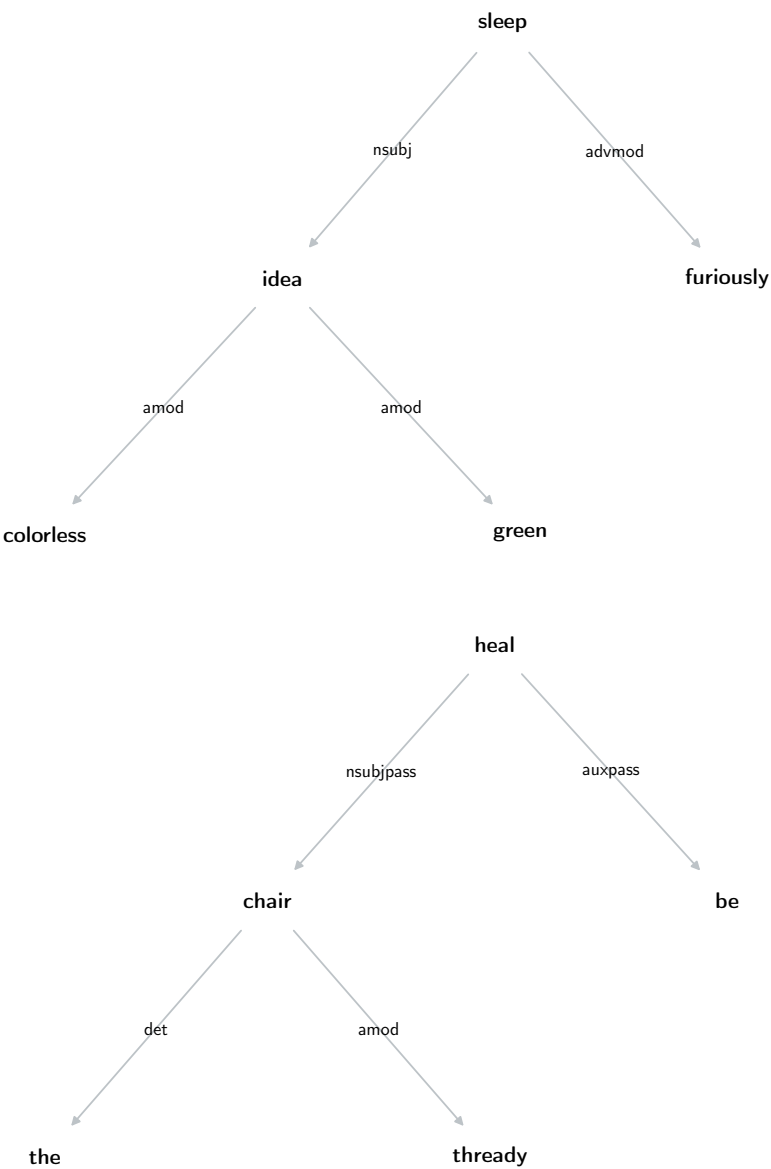 sleep
nsubj
advmod
idea
furiously
amod
amod
colorless
green
heal
nsubjpass
auxpass
chair
be
det
amod
the
thready